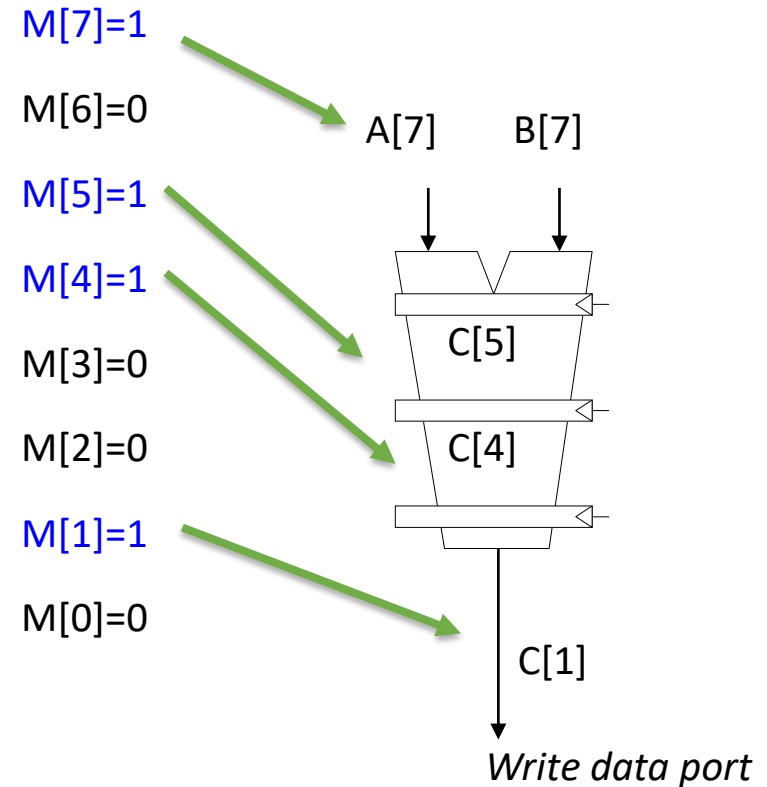 M[7]=1
M[6]=0
M[5]=1
M[4]=1
M[3]=0
M[2]=0
M[1]=1
M[0]=0
A[7] B[7]
C[5]
C[4]
C[1]
Write data port